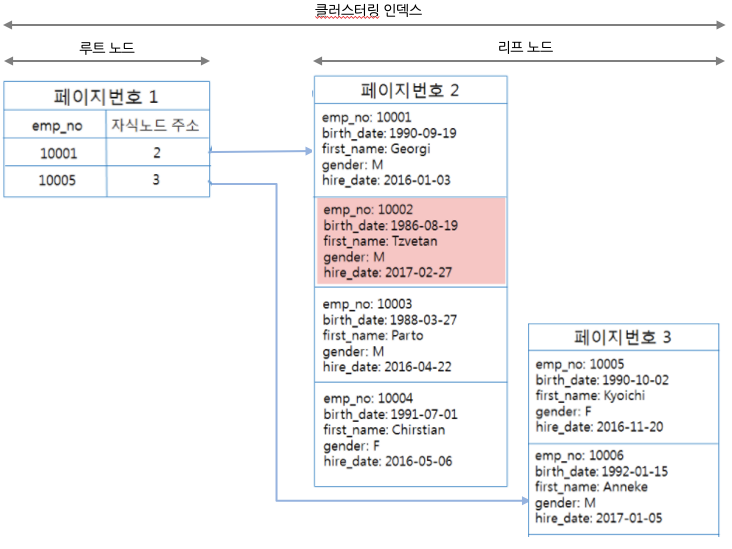 클러스터링 인덱스
루트 노드
리프 노드
페이지번호 1
emp_no 자식노드 주소
10001 2
10005 3
페이지번호 2
emp_no: 10001
birth_date: 1990-09-19
first_name: Georgi
gender: M
hire_date: 2016-01-03
emp_no: 10002
birth_date: 1986-08-19
first_name: Tzvetan
gender: M
hire_date: 2017-02-27
emp_no: 10003
birth_date: 1988-03-27
first_name: Parto
gender: M
hire_date: 2016-04-22
emp_no: 10004
birth_date: 1991-07-01
first_name: Chirstian
gender: F
hire_date: 2016-05-06
페이지번호 3
emp_no: 10005
birth_date: 1990-10-02
first_name: Kyoichi
gender: F
hire_date: 2016-11-20
emp_no: 10006
birth_date: 1992-01-15
first_name: Anneke
gender: M
hire_date: 2017-01-05